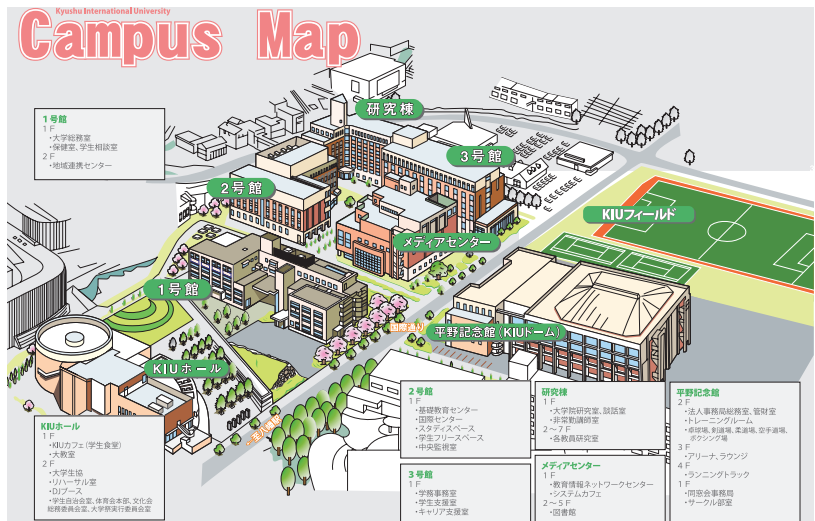 Kyushu International University
Campus Map
1号館
1F
・大学総務室
・保健室、学生相談室
2F
・地域連携センター
研究棟
3号館
2号館
KIUフィールド
メディアセンター
1号館
国際通り
平野記念館(KIUドーム)
KIUホール
KIUホール
1F
・KIUカフェ(学生食堂)
・大教室
2F
・大学生協
・リハーサル室
・DJブース
・学生自治会室、体育会本部、文化会
総務委員会室、大学祭実行委員会室
2号館
1F
・基礎教育センター
・国際センター
・スタディスペース
・学生フリースペース
・中央監視室
3号館
1F
・学務事務室
・学生支援室
・キャリア支援室
研究棟
1F
・大学院研究室、談話室
・非常勤講師室
2〜7F
・各教員研究室
メディアセンター
1F
・教育情報ネットワークセンター
・システムカフェ
2〜5F
・図書館
平野記念館
2F
・法人事務局総務室、管財室
・トレーニングルーム
・卓球場、剣道場、柔道場、空手道場、
ボクシング場
3F
・アリーナ、ラウンジ
4F
・ランニングトラック
1F
・同窓会事務局
・サークル部室